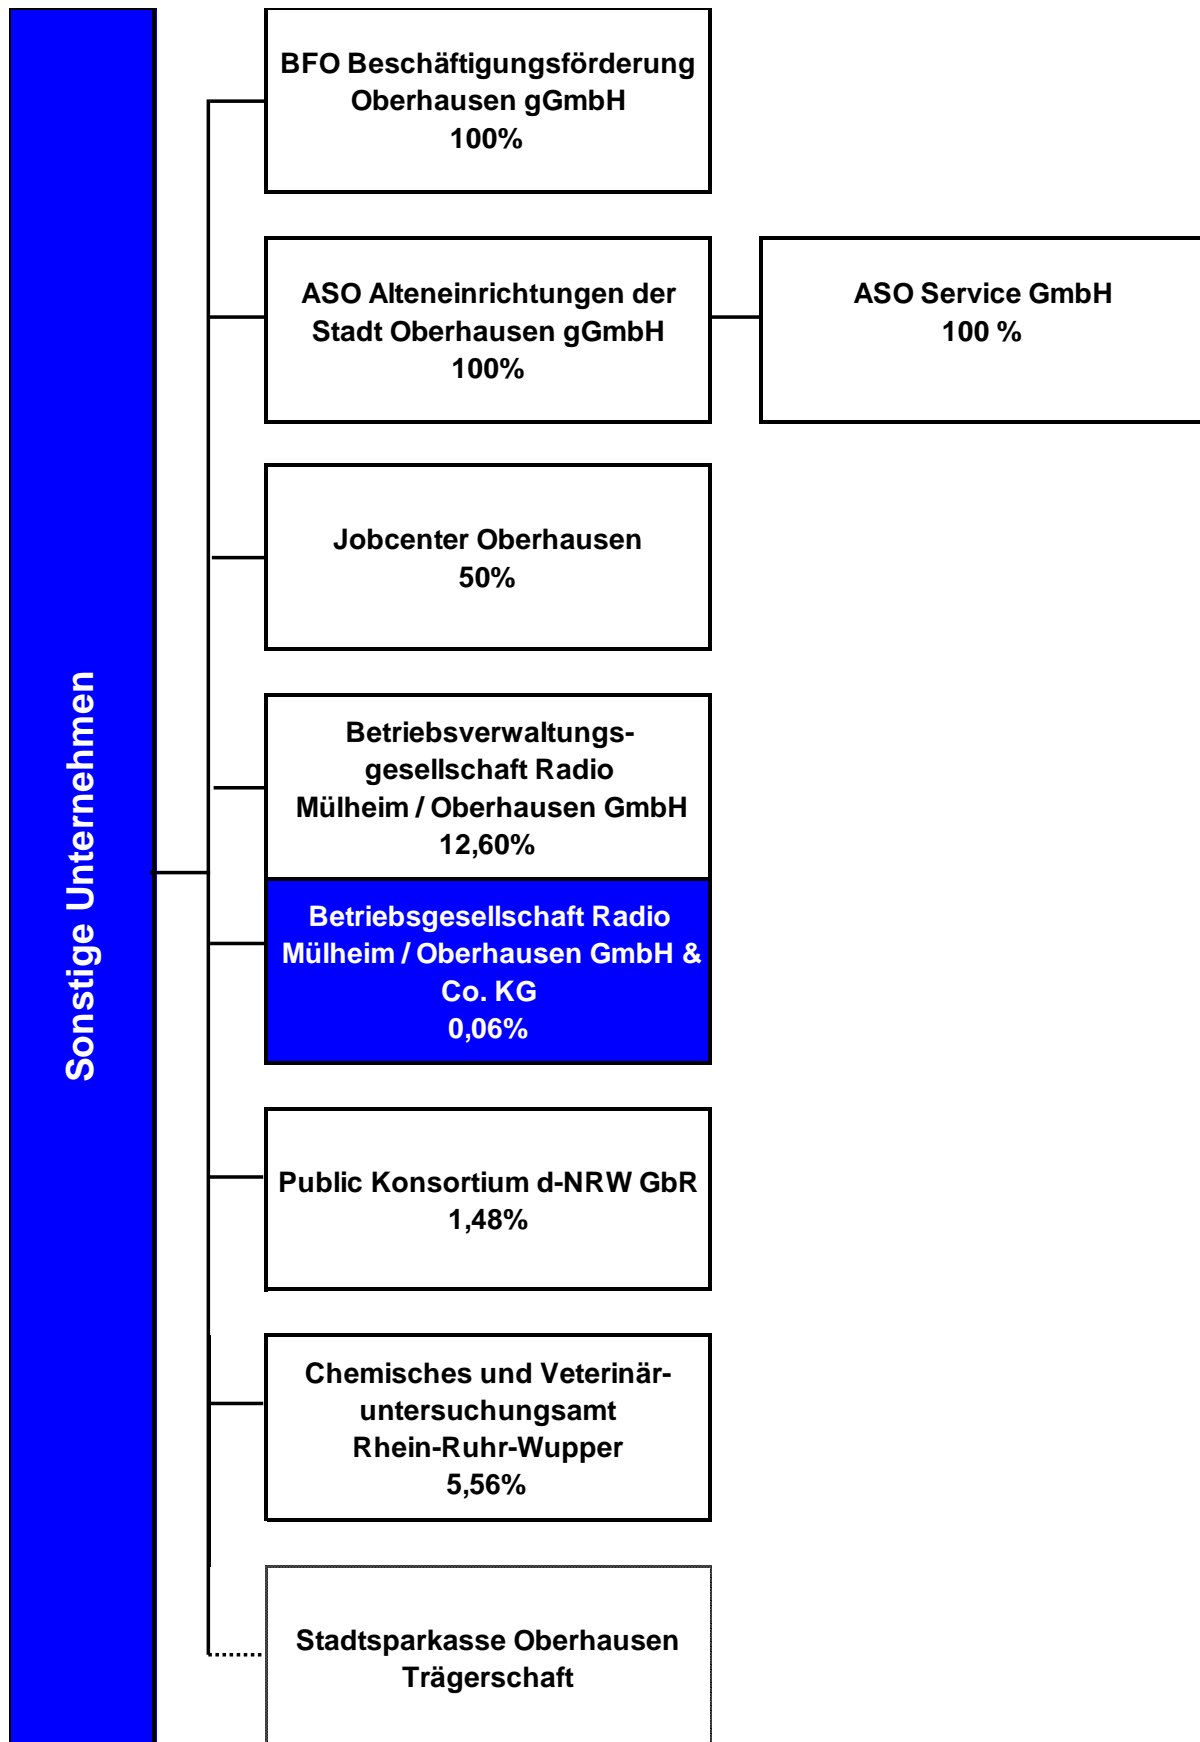 Sonstige Unternehmen
BFO Beschäftigungsförderung
Oberhausen gGmbH
100%
ASO Alteneinrichtungen der
Stadt Oberhausen gGmbH
100%
ASO Service GmbH
100 %
Jobcenter Oberhausen
50%
Betriebsverwaltungs-
gesellschaft Radio
Mülheim / Oberhausen GmbH
12,60%
Betriebsgesellschaft Radio
Mülheim / Oberhausen GmbH &
Co. KG
0,06%
Public Konsortium d-NRW GbR
1,48%
Chemisches und Veterinär-
untersuchungsamt
Rhein-Ruhr-Wupper
5,56%
Stadtsparkasse Oberhausen
Trägerschaft